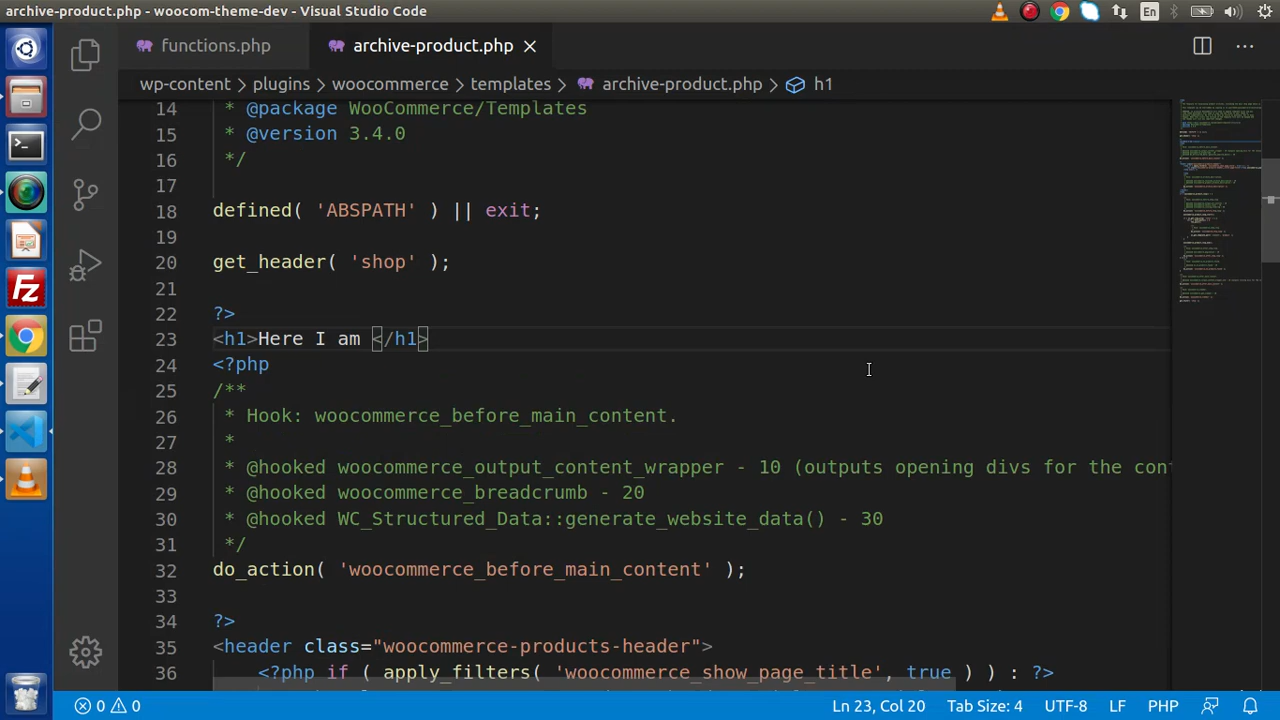 archive-product.php - woocom-theme-dev - Visual Studio Code
En
functions.php
archive-product.php
wp-content
plugins
woocommerce
templates
archive-product.php
h1
14 * @package WooCommerce/Templates
15 * @version 3.4.0
16 */
17
18 defined( 'ABSPATH' ) || exit;
19
20 get_header( 'shop' );
21
22 ?>
23 <h1>Here I am </h1>
24 <?php
25 /**
26 * Hook: woocommerce_before_main_content.
27 *
28 * @hooked woocommerce_output_content_wrapper - 10 (outputs opening divs for the con
29 * @hooked woocommerce_breadcrumb - 20
30 * @hooked WC_Structured_Data::generate_website_data() - 30
31 */
32 do_action( 'woocommerce_before_main_content' );
33
34 ?>
35 <header class="woocommerce-products-header">
36 <?php if ( apply_filters( 'woocommerce_show_page_title', true ) ) : ?>
0 0
Ln 23, Col 20
Tab Size: 4
UTF-8
LF
PHP